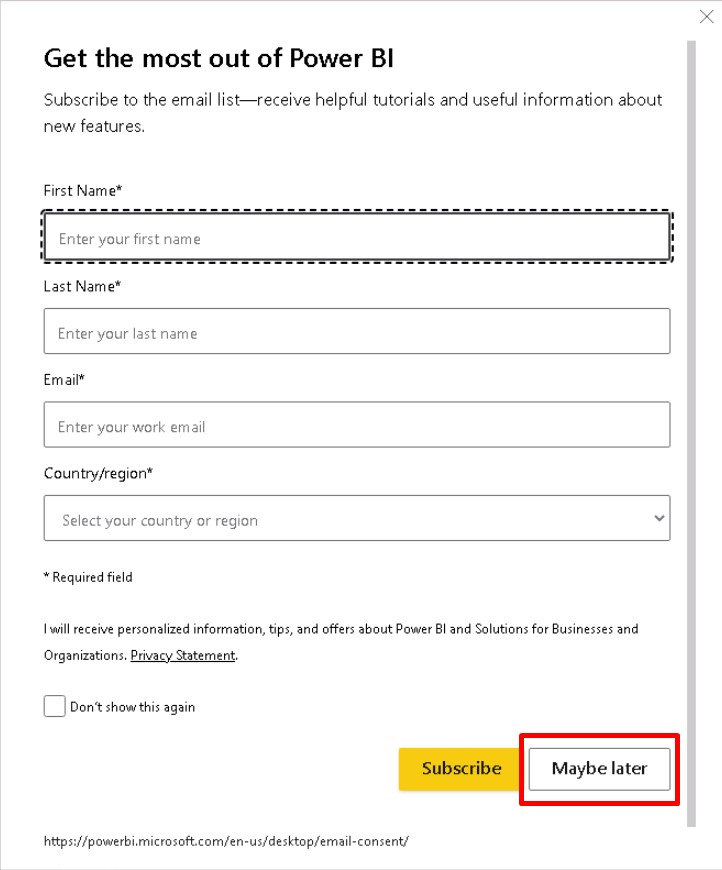 Get the most out of Power BI
Subscribe to the email list—receive helpful tutorials and useful information about
new features.
First Name*
Enter your first name
Last Name*
Enter your last name
Email*
Enter your work email
Country/region*
Select your country or region
* Required field
I will receive personalized information, tips, and offers about Power BI and Solutions for Businesses and
Organizations. Privacy Statement.
Don't show this again
Subscribe Maybe later
https://powerbi.microsoft.com/en-us/desktop/email-consent/